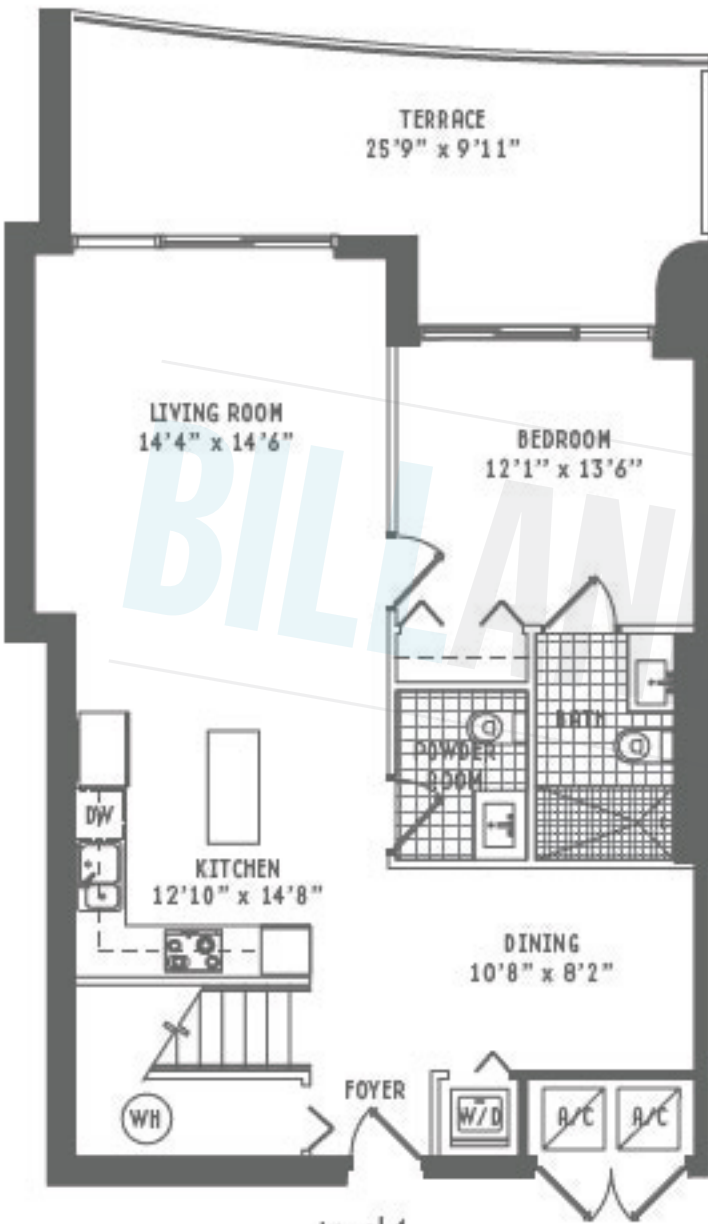 TERRACE
25'9" x 9'11"
LIVING ROOM
14'4" x 14'6"
BEDROOM
12'1" x 13'6"
BILLAN
BATH
POWDER
ROOM
DW
KITCHEN
12'10" x 14'8"
DINING
10'8" x 8'2"
FOYER
WH
W/D
A/C
A/C